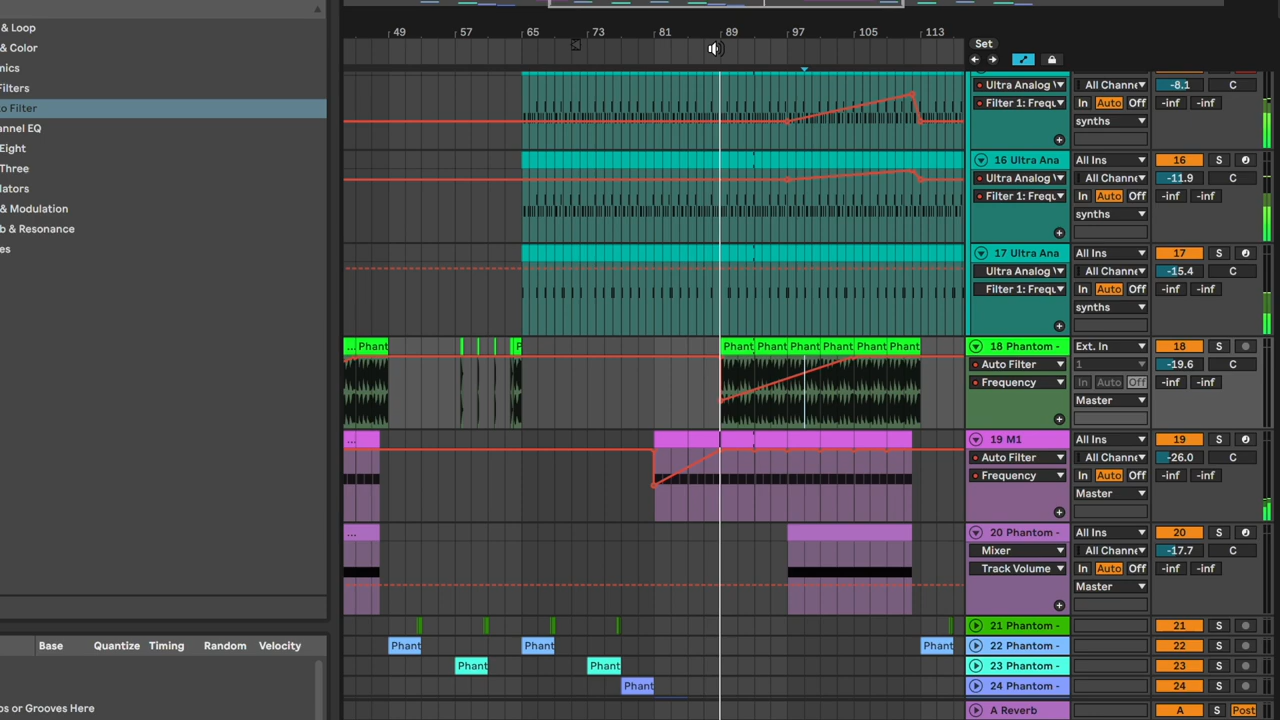 & Loop
& Color
mics
Filters
o Filter
annel EQ
Eight
Three
lators
& Modulation
b & Resonance
es
Base Quantize Timing Random Velocity
s or Grooves Here
49 57 65 73 81 89 97 105 113
Set
Ultra Analog All Channe -8.1 C
Filter 1: Frequ In Auto Off -inf -inf
synths
16 Ultra Ana All Ins 16 S
Ultra Analog All Channe -11.9 C
Filter 1: Frequ In Auto Off -inf -inf
synths
17 Ultra Ana All Ins 17 S
Ultra Analog All Channe -15.4 C
Filter 1: Frequ In Auto Off -inf -inf
synths
... Phant P Phant Phant Phant Phant Phant Phant 18 Phantom - Ext. In 18 S
Auto Filter 1 -19.6 C
Frequency In Auto Off -inf -inf
Master
... 19 M1 All Ins 19 S
Auto Filter All Channe -26.0 C
Frequency In Auto Off -inf -inf
Master
... 20 Phantom - All Ins 20 S
Mixer All Channe -17.7 C
Track Volume In Auto Off -inf -inf
Master
21 Phantom - 21 S
Phant Phant Phant 22 Phantom - 22 S
Phant Phant 23 Phantom - 23 S
Phant 24 Phantom - 24 S
A Reverb A S Post